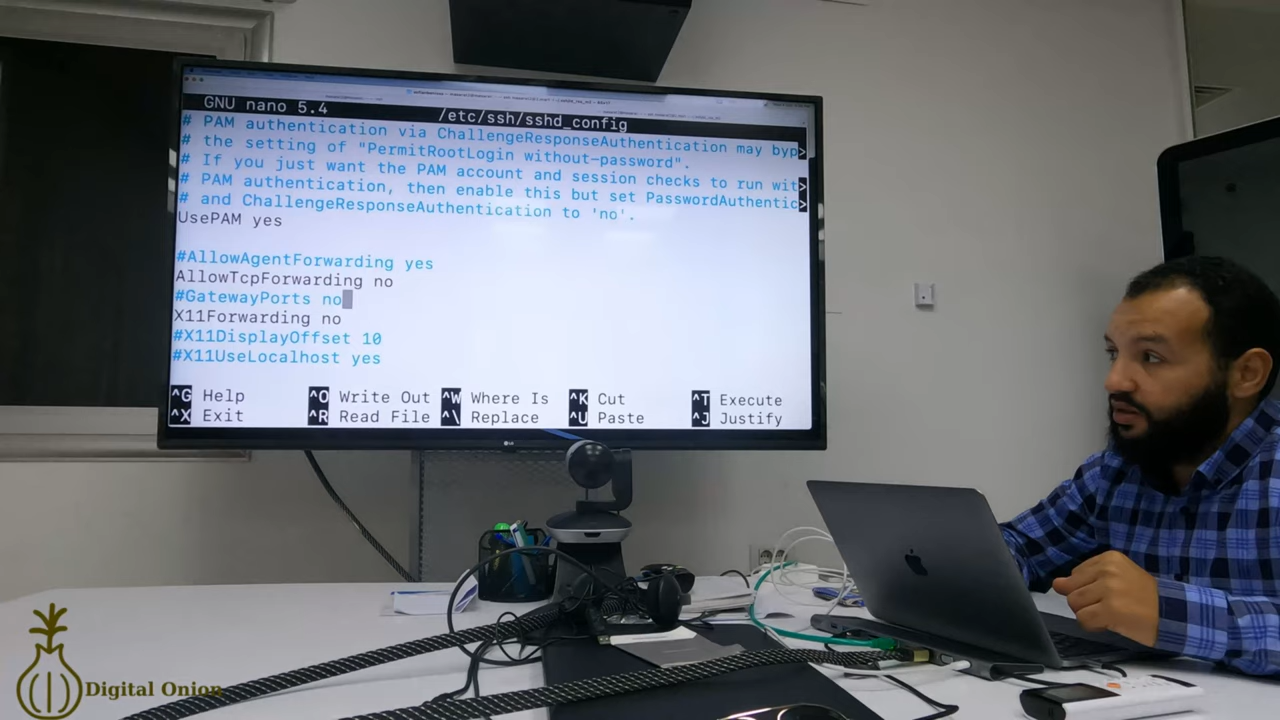 GNU nano 5.4
/etc/ssh/sshd_config
# PAM authentication via ChallengeResponseAuthentication may byp>
# the setting of "PermitRootLogin without-password".
# If you just want the PAM account and session checks to run wit>
# PAM authentication, then enable this but set PasswordAuthentic>
# and ChallengeResponseAuthentication to 'no'.
UsePAM yes
#AllowAgentForwarding yes
AllowTcpForwarding no
#GatewayPorts no
X11Forwarding no
#X11DisplayOffset 10
#X11UseLocalhost yes
^G Help ^O Write Out ^W Where Is ^K Cut ^T Execute
^X Exit ^R Read File ^\ Replace ^U Paste ^J Justify
LG
Digital Onion